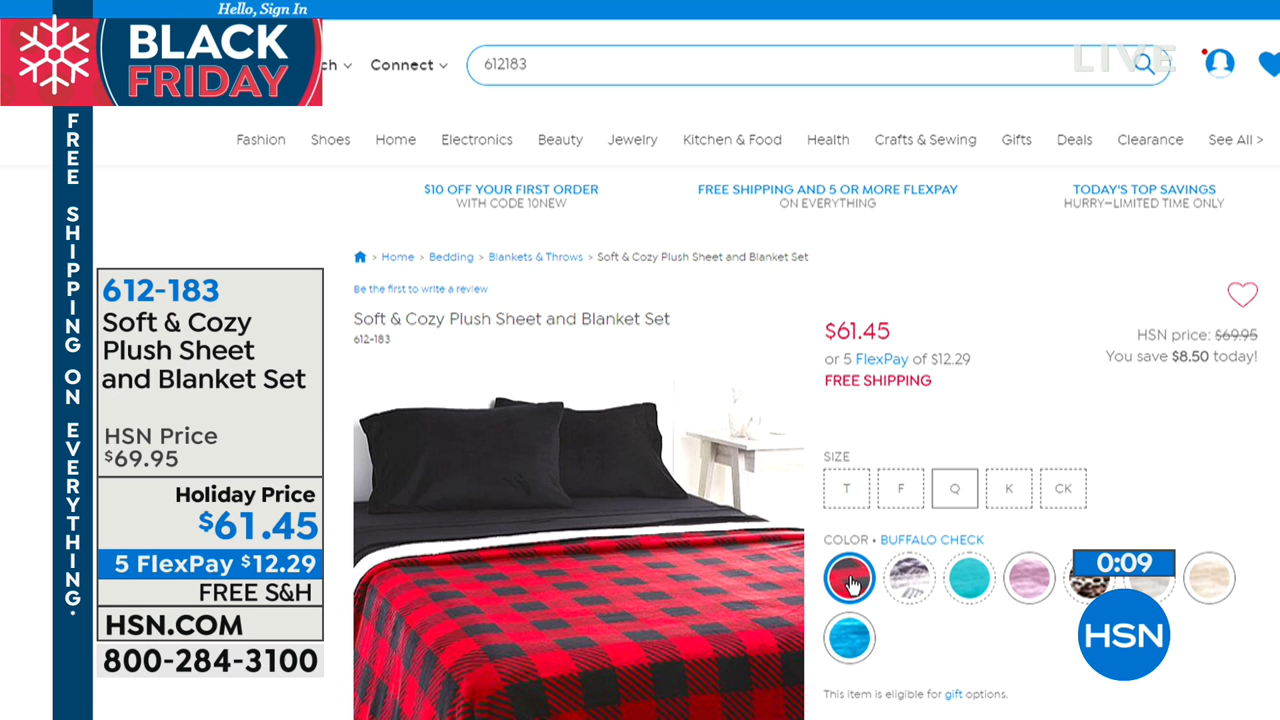 Hello, Sign In
BLACK
FRIDAY
ch
Connect
612183
LIVE
Fashion
Shoes
Home
Electronics
Beauty
Jewelry
Kitchen & Food
Health
Crafts & Sewing
Gifts
Deals
Clearance
See All >
$10 OFF YOUR FIRST ORDER
WITH CODE 10NEW
FREE SHIPPING AND 5 OR MORE FLEXPAY
ON EVERYTHING
TODAY'S TOP SAVINGS
HURRY—LIMITED TIME ONLY
FREE SHIPPING ON EVERYTHING.
612-183
Soft & Cozy
Plush Sheet
and Blanket Set
HSN Price
$69.95
Holiday Price
$61.45
5 FlexPay $12.29
FREE S&H
HSN.COM
800-284-3100
> Home > Bedding > Blankets & Throws > Soft & Cozy Plush Sheet and Blanket Set
Be the first to write a review
Soft & Cozy Plush Sheet and Blanket Set
612-183
$61.45
or 5 FlexPay of $12.29
FREE SHIPPING
HSN price: $69.95
You save $8.50 today!
SIZE
T
F
Q
K
CK
COLOR • BUFFALO CHECK
0:09
HSN
This item is eligible for gift options.